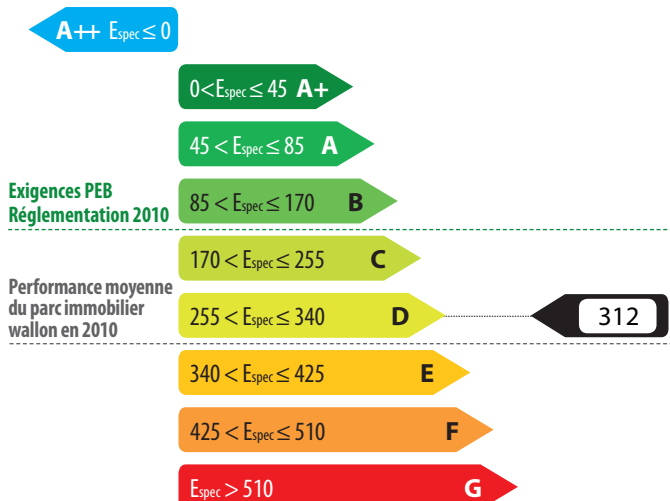 A++ Espec ≤ 0
0 < Espec ≤ 45 A+
45 < Espec ≤ 85 A
Exigences PEB
Réglementation 2010
85 < Espec ≤ 170 B
170 < Espec ≤ 255 C
Performance moyenne
du parc immobilier
wallon en 2010
255 < Espec ≤ 340 D
312
340 < Espec ≤ 425 E
425 < Espec ≤ 510 F
Espec > 510 G